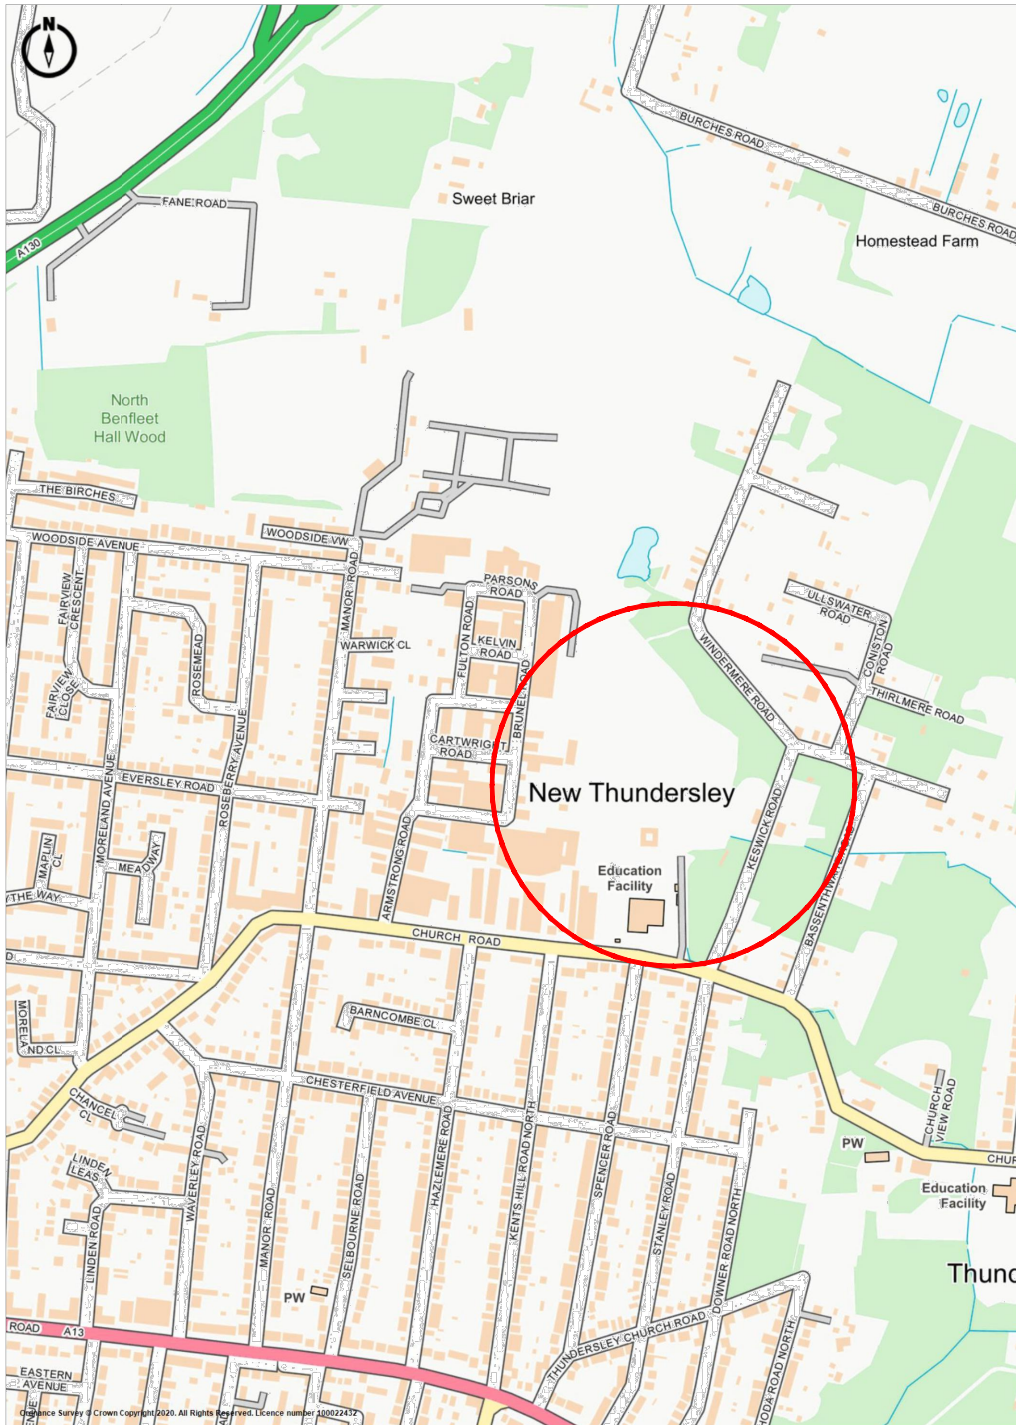 N
BURCHES ROAD
FANE ROAD
Sweet Briar
BURCHES ROAD
A130
Homestead Farm
North
Benfleet
Hall Wood
THE BIRCHES
WOODSIDE AVENUE
WOODSIDE VW
FAIRVIEW
CRESCENT
MANOR ROAD
PARSONS
ROAD
FULTON ROAD
ULLSWATER
ROAD
CONISTON
ROAD
ROSEMEAD
WARWICK CL
KELVIN
ROAD
WINDERMERE ROAD
FAIRVIEW
CLOSE
BRUNEL ROAD
THIRLMERE ROAD
CARTWRIGHT
ROAD
EVERSLEY ROAD
ROSEBERRY AVENUE
MORELAND AVENUE
New Thundersley
KESWICK ROAD
MAPLIN
CL
MEADWAY
ARMSTRONG ROAD
Education
Facility
THE WAY
BASSENTHWAITE ROAD
CHURCH ROAD
D
MORELAND CL
BARNCOMBE CL
CHESTERFIELD AVENUE
CHANCEL
CL
CHURCH
VIEW ROAD
PW
CHUR
LINDEN
LEAS
WAVERLEY ROAD
HAZLEMERE ROAD
KENTS HILL ROAD NORTH
SPENCER ROAD
STANLEY ROAD
DOWNER ROAD NORTH
Education
Facility
LINDEN ROAD
MANOR ROAD
SELBOURNE ROAD
Thund
PW
ROAD
A13
THUNDERSLEY CHURCH ROAD
HODA ROAD NORTH
EASTERN
AVENUE
Ordnance Survey © Crown Copyright 2020. All Rights Reserved. Licence number 100022432